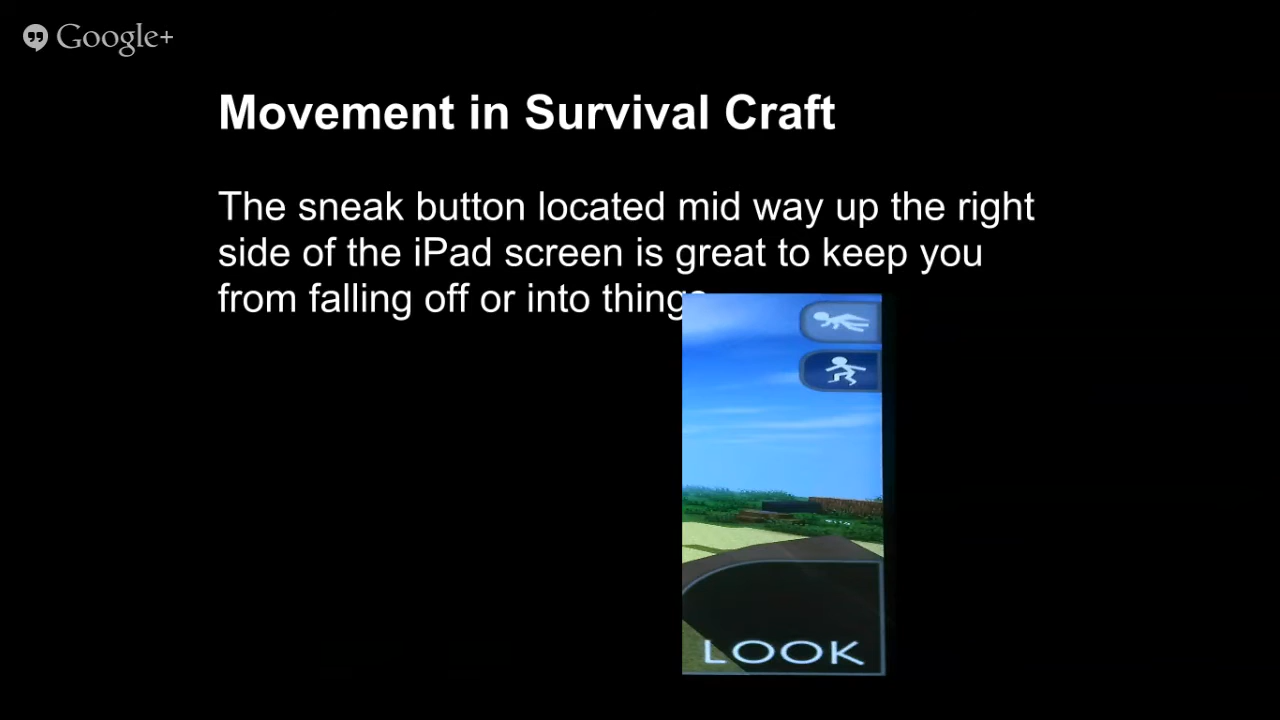 Google+
Movement in Survival Craft
The sneak button located mid way up the right
side of the iPad screen is great to keep you
from falling off or into things
LOOK